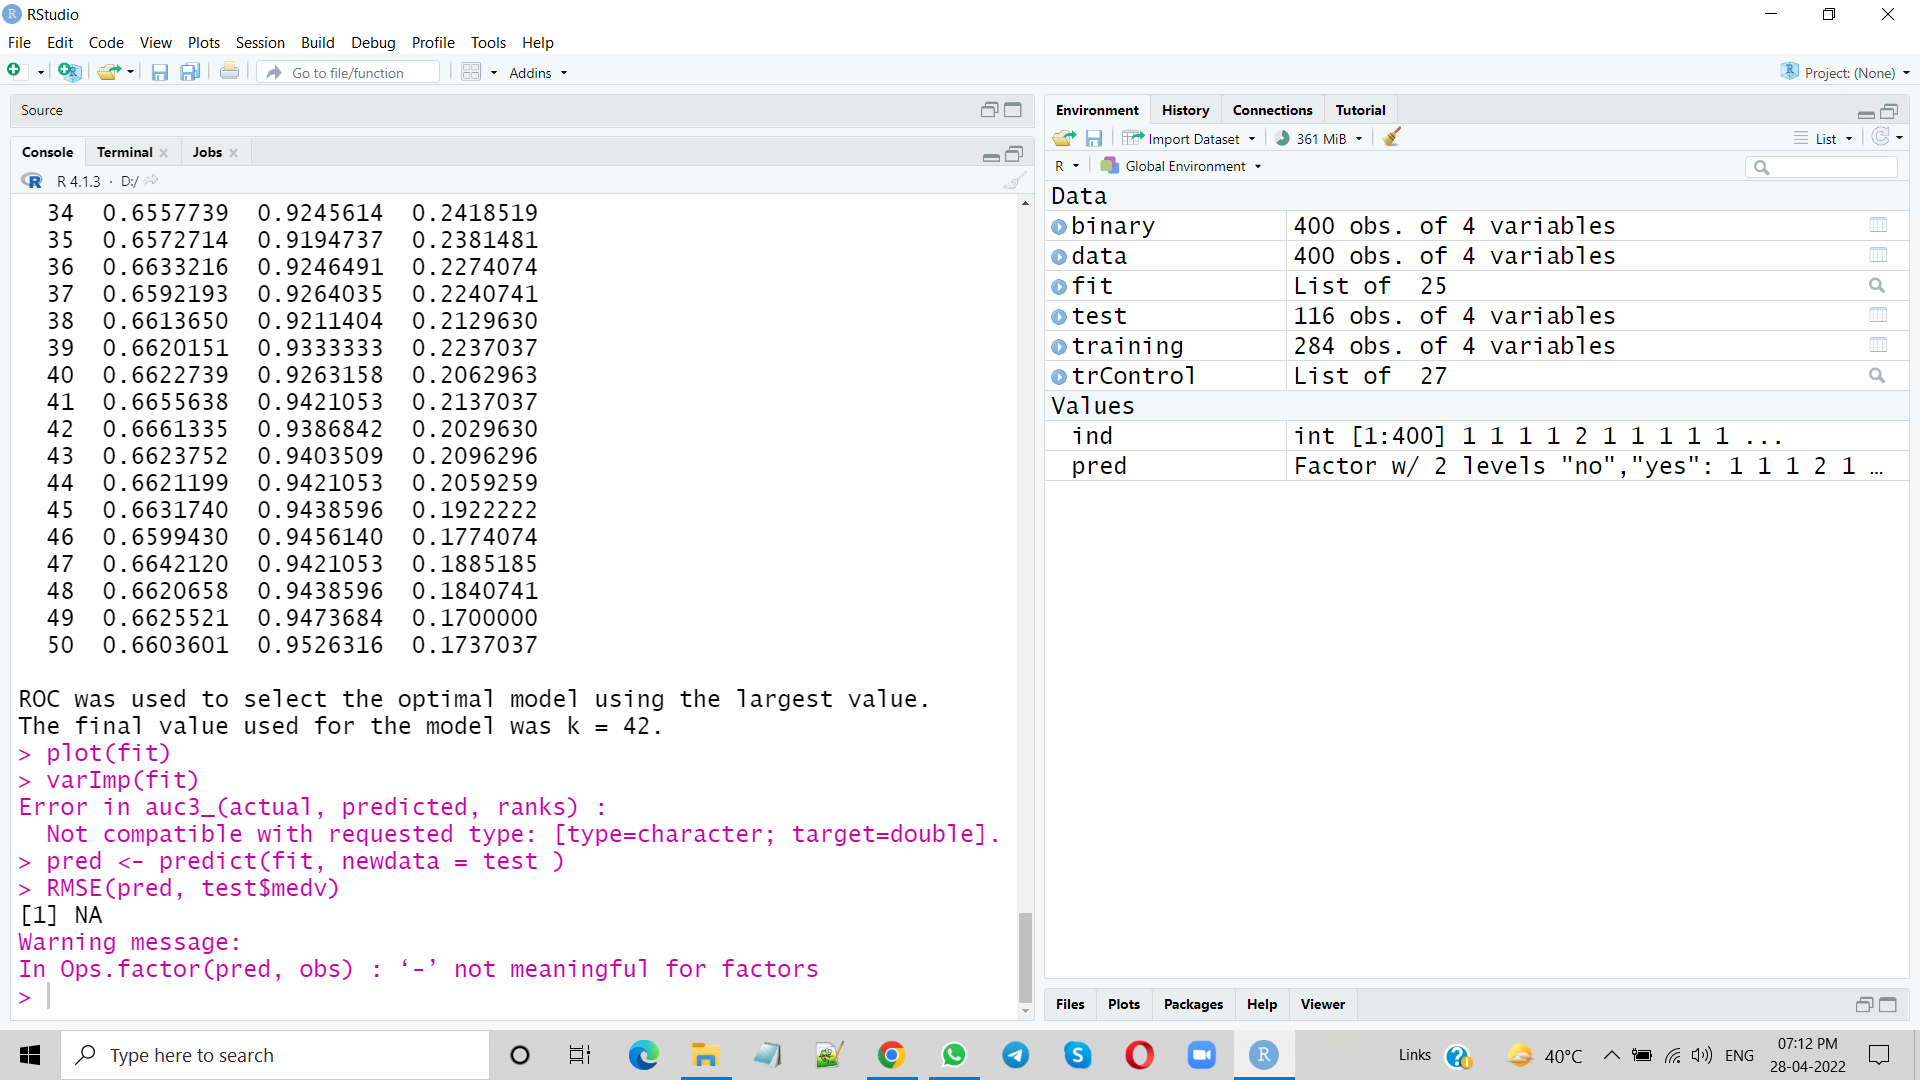 RStudio
File Edit Code View Plots Session Build Debug Profile Tools Help
Go to file/function Addins Project: (None)
Source
Console Terminal Jobs
R 4.1.3 · D:/
34 0.6557739 0.9245614 0.2418519
35 0.6572714 0.9194737 0.2381481
36 0.6633216 0.9246491 0.2274074
37 0.6592193 0.9264035 0.2240741
38 0.6613650 0.9211404 0.2129630
39 0.6620151 0.9333333 0.2237037
40 0.6622739 0.9263158 0.2062963
41 0.6655638 0.9421053 0.2137037
42 0.6661335 0.9386842 0.2029630
43 0.6623752 0.9403509 0.2096296
44 0.6621199 0.9421053 0.2059259
45 0.6631740 0.9438596 0.1922222
46 0.6599430 0.9456140 0.1774074
47 0.6642120 0.9421053 0.1885185
48 0.6620658 0.9438596 0.1840741
49 0.6625521 0.9473684 0.1700000
50 0.6603601 0.9526316 0.1737037
ROC was used to select the optimal model using the largest value.
The final value used for the model was k = 42.
> plot(fit)
> varImp(fit)
Error in auc3_(actual, predicted, ranks) :
Not compatible with requested type: [type=character; target=double].
> pred <- predict(fit, newdata = test )
> RMSE(pred, test$medv)
[1] NA
Warning message:
In Ops.factor(pred, obs) : ‘-’ not meaningful for factors
>
Environment History Connections Tutorial
Import Dataset 361 MiB List
R Global Environment
Data
binary 400 obs. of 4 variables
data 400 obs. of 4 variables
fit List of 25
test 116 obs. of 4 variables
training 284 obs. of 4 variables
trControl List of 27
Values
ind int [1:400] 1 1 1 1 2 1 1 1 1 1 ...
pred Factor w/ 2 levels "no","yes": 1 1 1 2 1 …
Files Plots Packages Help Viewer
Type here to search
Links 40°C ENG 07:12 PM
28-04-2022